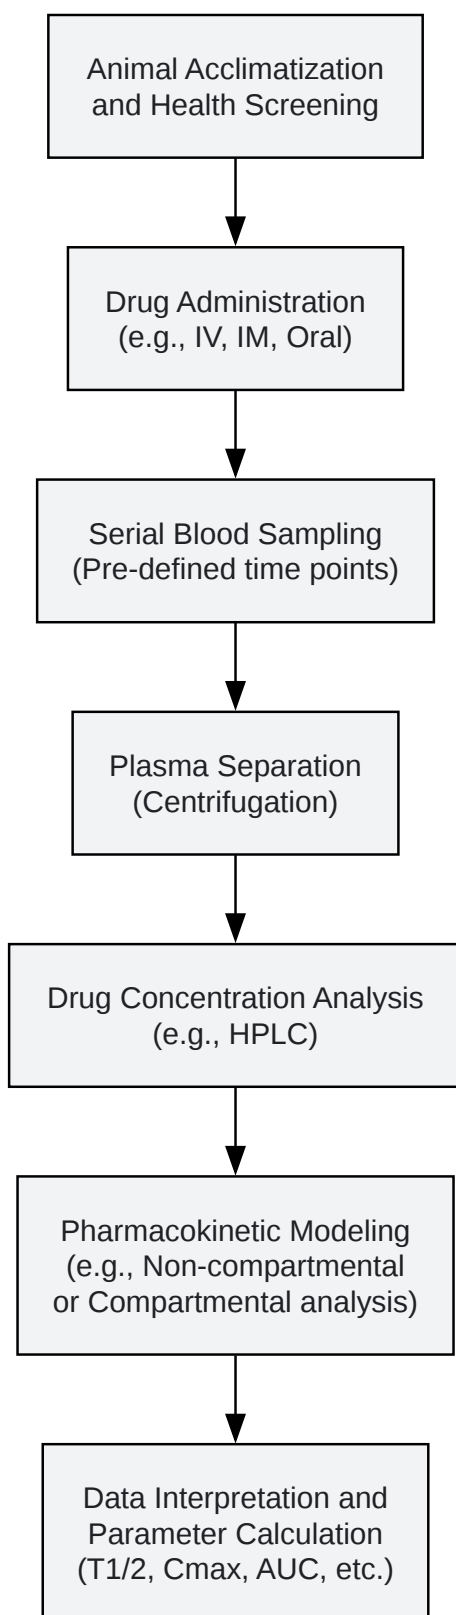 Animal Acclimatization
and Health Screening
Drug Administration
(e.g., IV, IM, Oral)
Serial Blood Sampling
(Pre-defined time points)
Plasma Separation
(Centrifugation)
Drug Concentration Analysis
(e.g., HPLC)
Pharmacokinetic Modeling
(e.g., Non-compartmental
or Compartmental analysis)
Data Interpretation and
Parameter Calculation
(T1/2, Cmax, AUC, etc.)